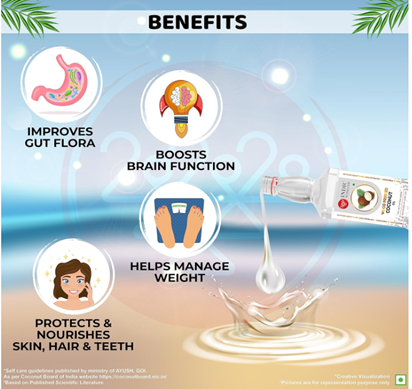 BENEFITS
IMPROVES
GUT FLORA
BOOSTS
BRAIN FUNCTION
HELPS MANAGE
WEIGHT
PROTECTS &
NOURISHES
SKIN, HAIR & TEETH
COCONUT
*Self care guidelines published by ministry of AYUSH, GOI.
As per Coconut Board of India website https://coconutboard.nic.in/
*Based on Published Scientific Literature
*Creative Visualization
*Pictures are for representation purpose only